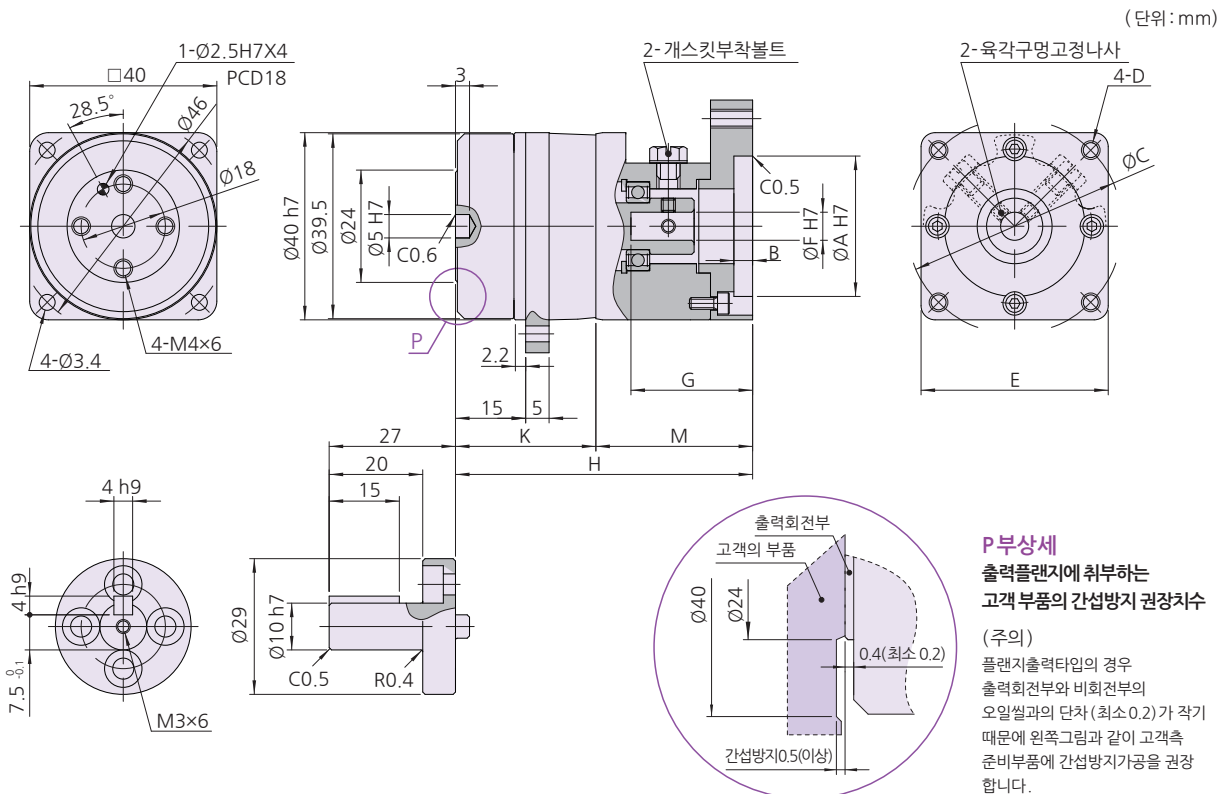 (단위: mm)
1-Ø2.5H7X4
PCD18
□40
28.5°
Ø46
Ø18
4-M4×6
4-Ø3.4
3
2-개스킷부착볼트
Ø40 h7
Ø39.5
Ø24
Ø5 H7
C0.6
P
2.2
15
5
K
M
G
H
B
C0.5
ØF H7
ØA H7
2-육각구멍고정나사
4-D
ØC
E
27
20
15
4 h9
4 h9
7.5 0 -0.1
M3×6
Ø29
Ø10 h7
C0.5
R0.4
출력회전부
고객의 부품
Ø40
Ø24
0.4(최소 0.2)
간섭방지0.5(이상)
P부상세
출력플랜지에 취부하는
고객 부품의 간섭방지 권장치수
(주의)
플랜지출력타입의 경우
출력회전부와 비회전부의
오일씰과의 단차(최소 0.2)가 작기
때문에 왼쪽그림과 같이 고객측
준비부품에 간섭방지가공을 권장
합니다.